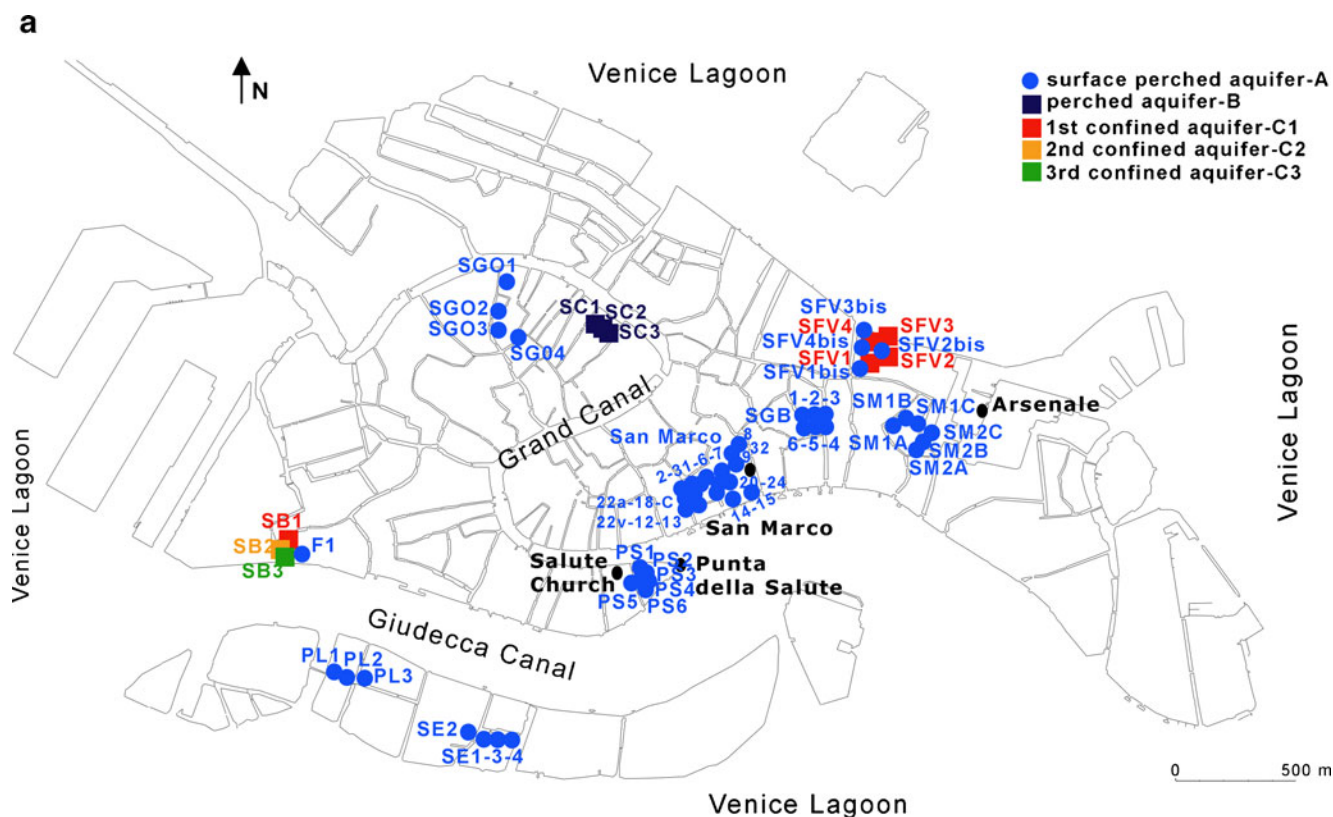 a
Venice Lagoon
N
surface perched aquifer-A
perched aquifer-B
1st confined aquifer-C1
2nd confined aquifer-C2
3rd confined aquifer-C3
SGO1
SGO2
SGO3
SG04
SC1
SC2
SC3
SFV3bis
SFV4
SFV3
SFV4bis
SFV2bis
SFV1
SFV2
SFV1bis
Grand Canal
1-2-3
SGB
6-5-4
SM1B
SM1C
SM1A
SM2C
SM2B
SM2A
Arsenale
Venice Lagoon
San Marco
8
32
9
2-31-6-7
20-24
22a-18-C
14-15
22v-12-13
San Marco
Venice Lagoon
SB1
SB2
F1
SB3
Salute
Church
PS1
PS2
PS3
PS4
PS5
PS6
Punta
della Salute
Giudecca Canal
PL1
PL2
PL3
SE2
SE1-3-4
0
500 m
Venice Lagoon